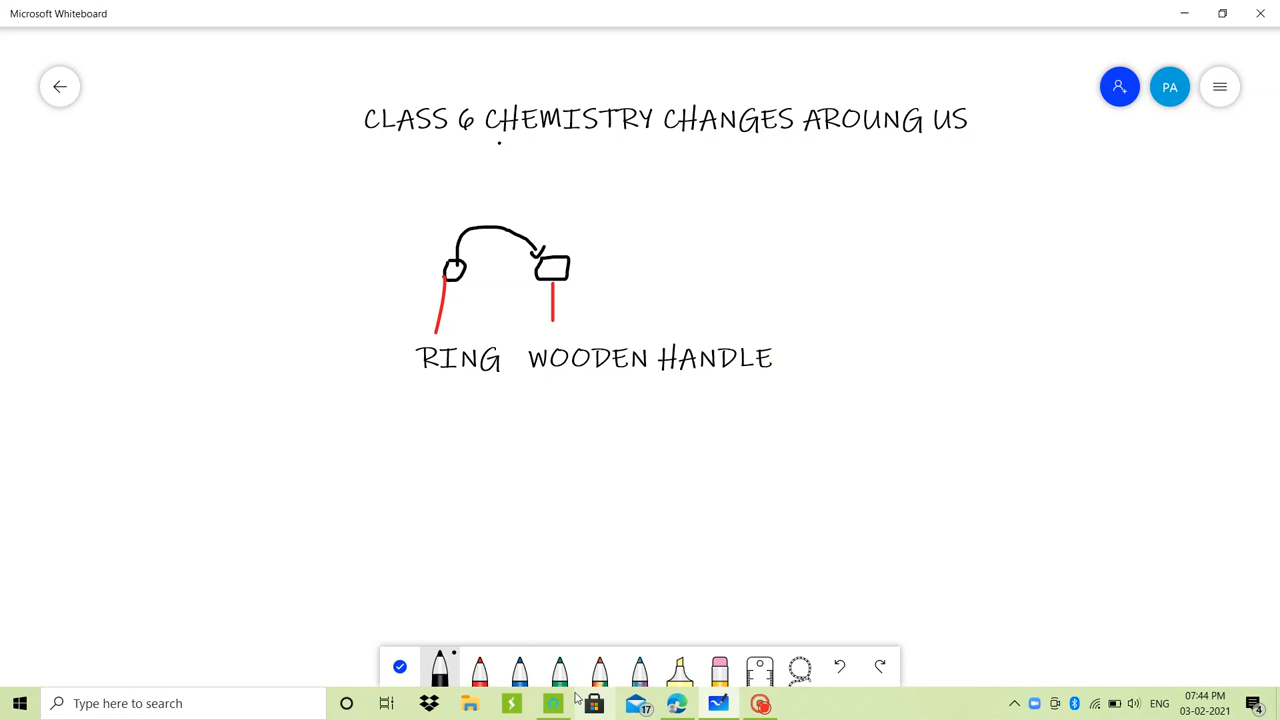 Microsoft Whiteboard
PA
CLASS 6 CHEMISTRY CHANGES AROUNG US
RING WOODEN HANDLE
Type here to search
17
ENG
07:44 PM
03-02-2021
4